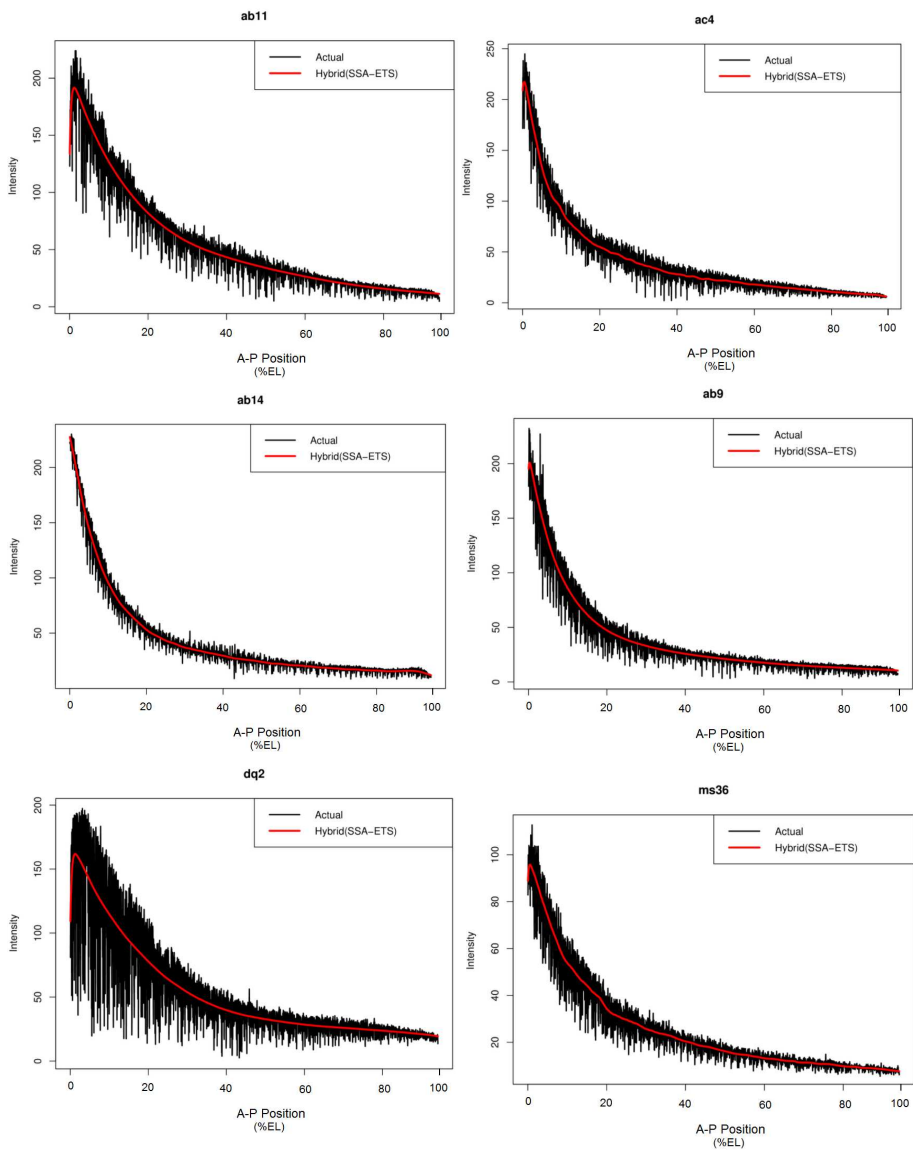 ab11
Actual
Hybrid(SSA-ETS)
Intensity
200
150
100
50
0
0 20 40 60 80 100
A-P Position
(%EL)
ac4
Actual
Hybrid(SSA-ETS)
Intensity
250
200
150
100
50
0
0 20 40 60 80 100
A-P Position
(%EL)
ab14
Actual
Hybrid(SSA-ETS)
Intensity
200
150
100
50
0 20 40 60 80 100
A-P Position
(%EL)
ab9
Actual
Hybrid(SSA-ETS)
Intensity
200
150
100
50
0
0 20 40 60 80 100
A-P Position
(%EL)
dq2
Actual
Hybrid(SSA-ETS)
Intensity
200
150
100
50
0
0 20 40 60 80 100
A-P Position
(%EL)
ms36
Actual
Hybrid(SSA-ETS)
Intensity
100
80
60
40
20
0 20 40 60 80 100
A-P Position
(%EL)